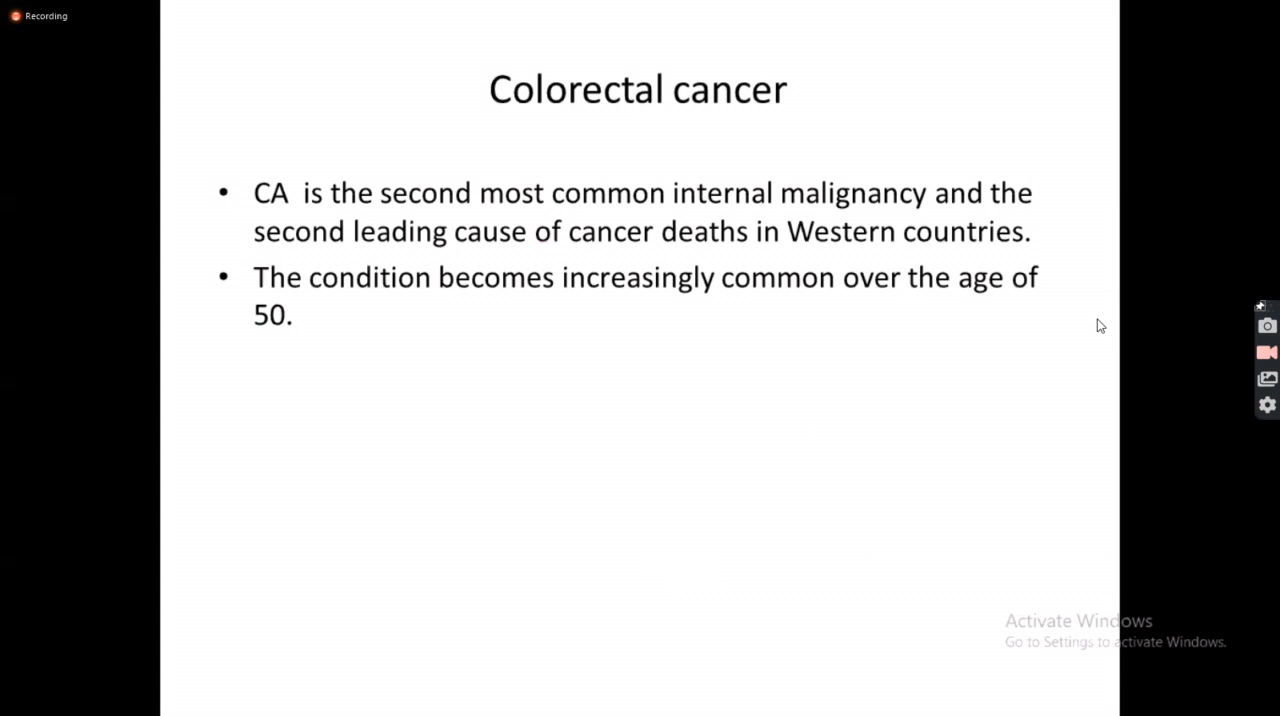 Recording
Colorectal cancer
• CA  is the second most common internal malignancy and the
second leading cause of cancer deaths in Western countries.
• The condition becomes increasingly common over the age of
50.
Activate Windows
Go to Settings to activate Windows.